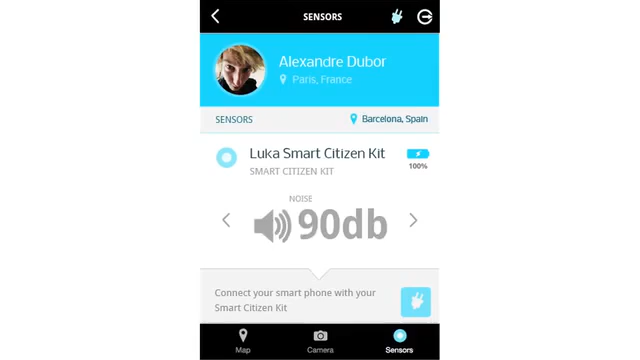 SENSORS
Alexandre Dubor
Paris, France
SENSORS
Barcelona, Spain
Luka Smart Citizen Kit
SMART CITIZEN KIT
100%
NOISE
90db
Connect your smart phone with your
Smart Citizen Kit
Map
Camera
Sensors